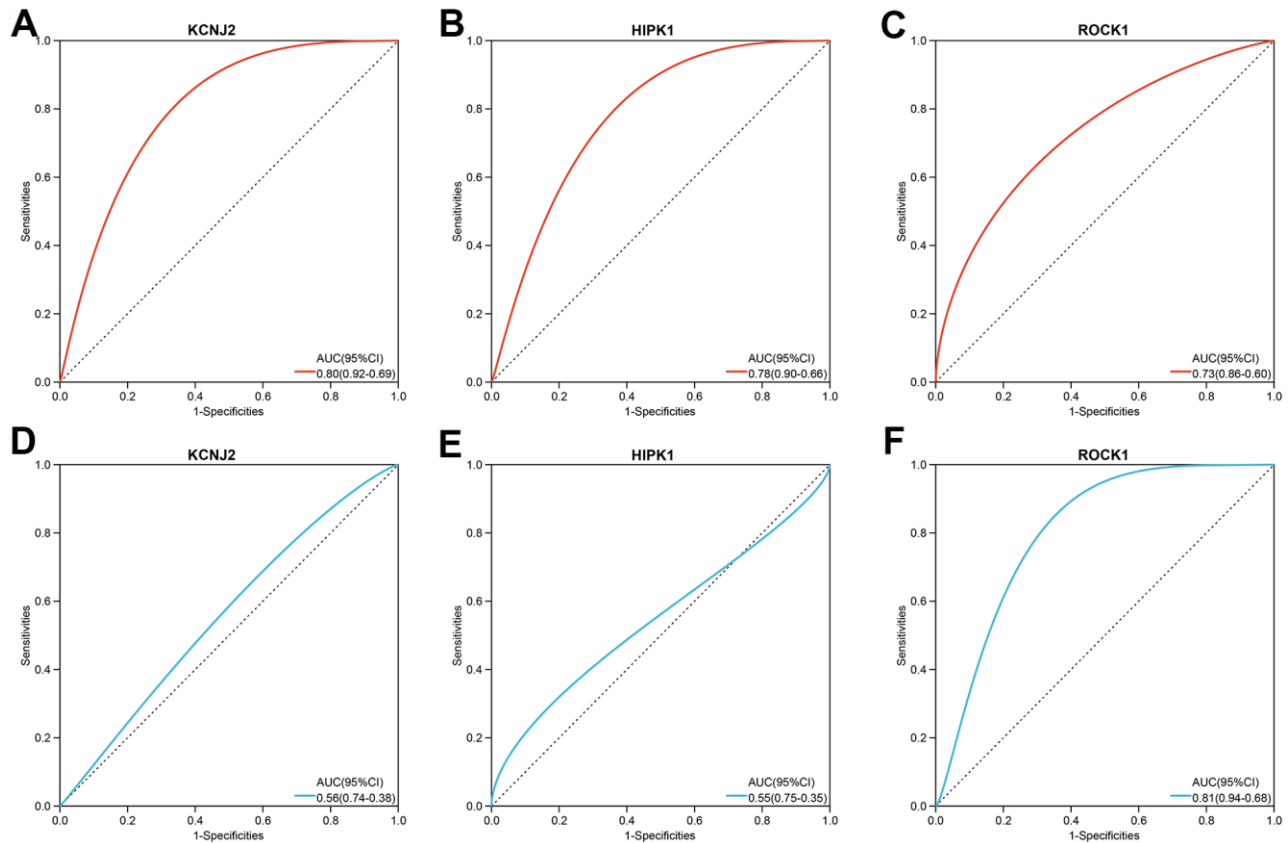 A
KCNJ2
1.0
0.8
0.6
0.4
0.2
0.0
Sensitivities
AUC(95%CI)
0.80(0.92-0.69)
0.0 0.2 0.4 0.6 0.8 1.0
1-Specificities
B
HIPK1
1.0
0.8
0.6
0.4
0.2
0.0
Sensitivities
AUC(95%CI)
0.78(0.90-0.66)
0.0 0.2 0.4 0.6 0.8 1.0
1-Specificities
C
ROCK1
1.0
0.8
0.6
0.4
0.2
0.0
Sensitivities
AUC(95%CI)
0.73(0.86-0.60)
0.0 0.2 0.4 0.6 0.8 1.0
1-Specificities
D
KCNJ2
1.0
0.8
0.6
0.4
0.2
0.0
Sensitivities
AUC(95%CI)
0.56(0.74-0.38)
0.0 0.2 0.4 0.6 0.8 1.0
1-Specificities
E
HIPK1
1.0
0.8
0.6
0.4
0.2
0.0
Sensitivities
AUC(95%CI)
0.55(0.75-0.35)
0.0 0.2 0.4 0.6 0.8 1.0
1-Specificities
F
ROCK1
1.0
0.8
0.6
0.4
0.2
0.0
Sensitivities
AUC(95%CI)
0.81(0.94-0.68)
0.0 0.2 0.4 0.6 0.8 1.0
1-Specificities